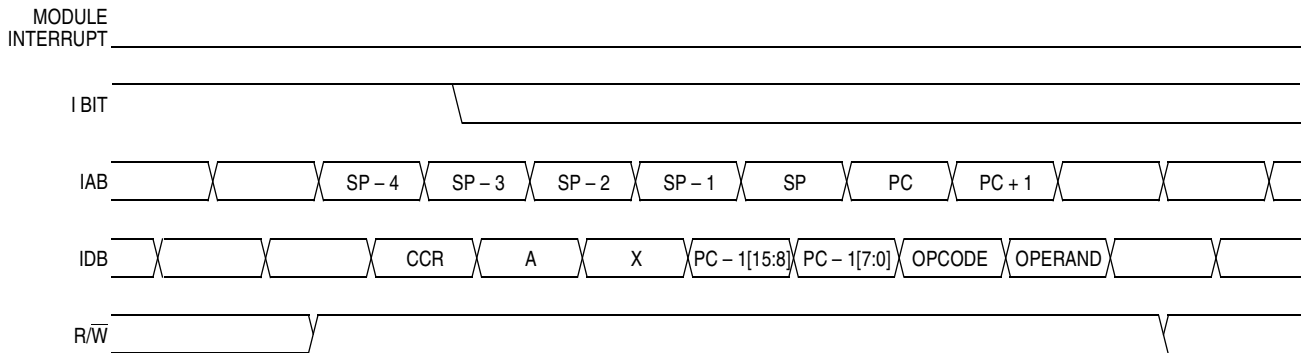 MODULE
INTERRUPT
I BIT
IAB SP – 4 SP – 3 SP – 2 SP – 1 SP PC PC + 1
IDB CCR A X PC – 1[15:8] PC – 1[7:0] OPCODE OPERAND
R/W̅